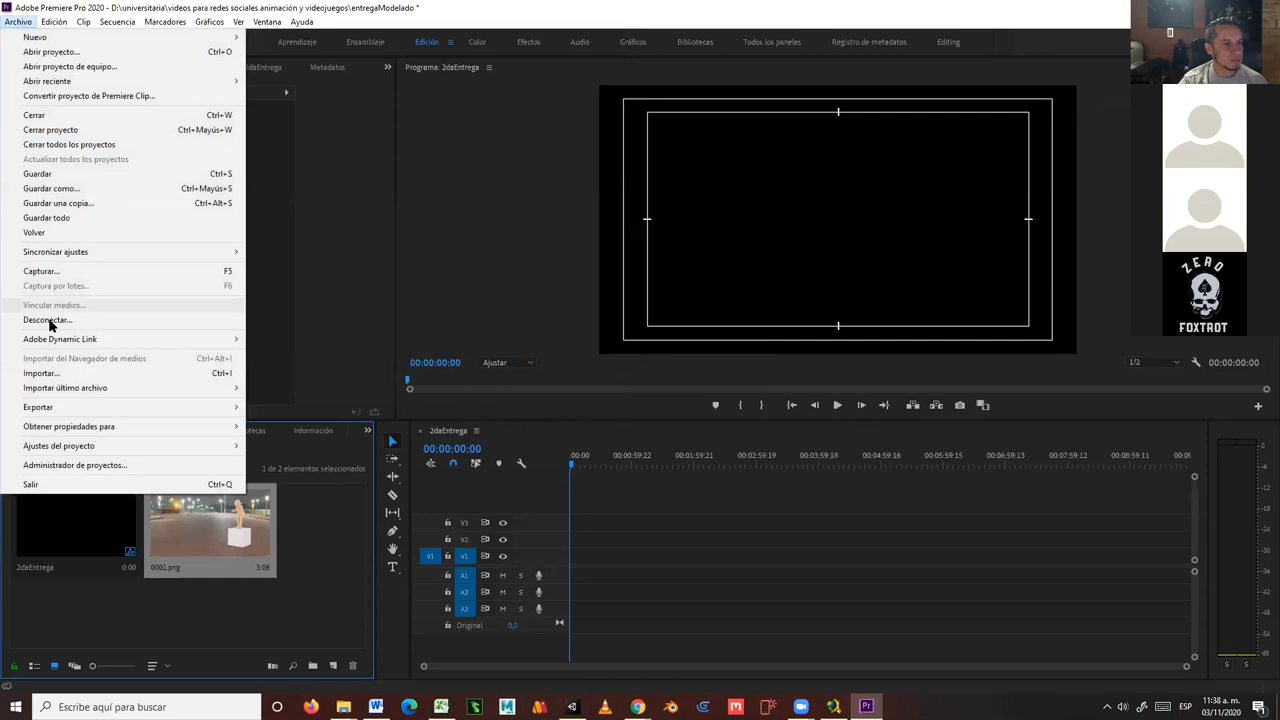 Adobe Premiere Pro 2020 - D:\universitaria\videos para redes sociales animación y videojuegos\entregaModelado *
Archivo Edición Clip Secuencia Marcadores Gráficos Ver Ventana Ayuda
Aprendizaje Ensamblaje Edición Color Efectos Audio Gráficos Bibliotecas Todos los paneles Registro de metadatos Editing
Nuevo
Abrir proyecto... Ctrl+O
Abrir proyecto de equipo...
Abrir reciente
Convertir proyecto de Premiere Clip...
Cerrar Ctrl+W
Cerrar proyecto Ctrl+Mayús+W
Cerrar todos los proyectos
Actualizar todos los proyectos
Guardar Ctrl+S
Guardar como... Ctrl+Mayús+S
Guardar una copia... Ctrl+Alt+S
Guardar todo
Volver
Sincronizar ajustes
Capturar... F5
Captura por lotes... F6
Vincular medios...
Desconectar...
Adobe Dynamic Link
Importar del Navegador de medios Ctrl+Alt+I
Importar... Ctrl+I
Importar último archivo
Exportar
Obtener propiedades para
Ajustes del proyecto
Administrador de proyectos...
Salir Ctrl+Q
daEntrega Metadatos
Programa: 2daEntrega
00:00:00:00 Ajustar 1/2 00:00:00:00
ZERO
FOXTROT
otecas Información
1 de 2 elementos seleccionados
2daEntrega 0:00 0001.png 3:06
2daEntrega
00:00:00:00
:00:00 00:00:59:22 00:01:59:21 00:02:59:19 00:03:59:18 00:04:59:16 00:05:59:15 00:06:59:13 00:07:59:12 00:08:59:11 00:09
V3
V2
V1 V1
A1 M S
A2 M S
A3 M S
Original 0,0
S S
dB
Escribe aquí para buscar
ESP
11:38 a. m.
03/11/2020